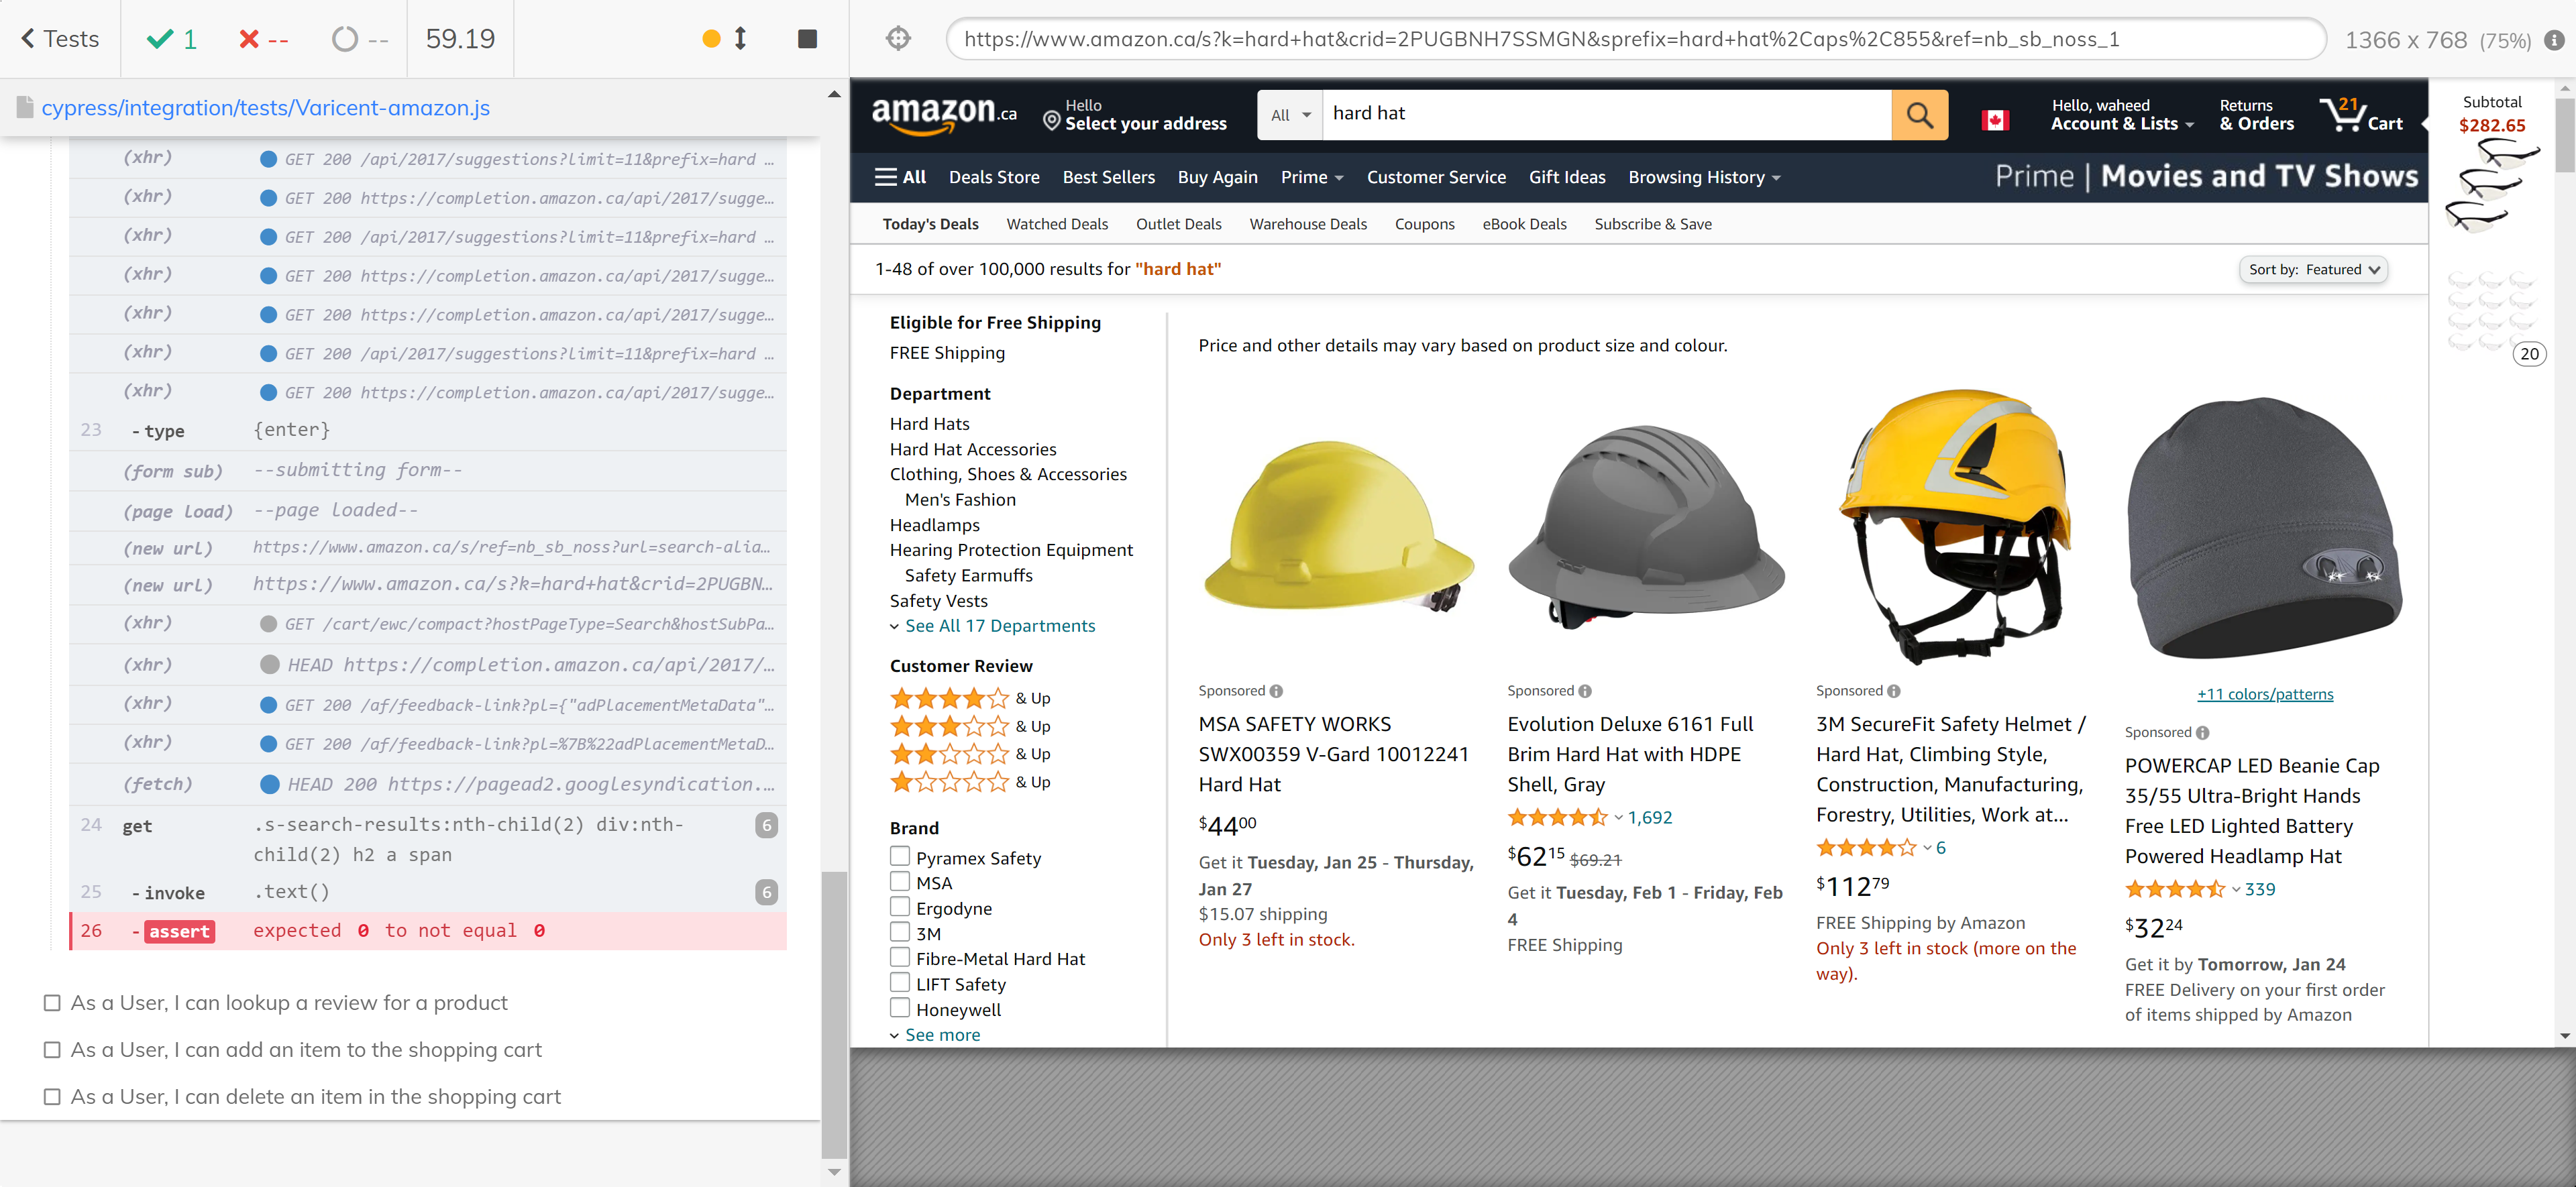 Tests
1
--
--
59.19
cypress/integration/tests/Varicent-amazon.js
(xhr) GET 200 /api/2017/suggestions?limit=11&prefix=hard ...
(xhr) GET 200 https://completion.amazon.ca/api/2017/sugge...
(xhr) GET 200 /api/2017/suggestions?limit=11&prefix=hard ...
(xhr) GET 200 https://completion.amazon.ca/api/2017/sugge...
(xhr) GET 200 https://completion.amazon.ca/api/2017/sugge...
(xhr) GET 200 /api/2017/suggestions?limit=11&prefix=hard ...
(xhr) GET 200 https://completion.amazon.ca/api/2017/sugge...
23 -type {enter}
(form sub) --submitting form--
(page load) --page loaded--
(new url) https://www.amazon.ca/s/ref=nb_sb_noss?url=search-alia...
(new url) https://www.amazon.ca/s?k=hard+hat&crid=2PUGBN...
(xhr) GET /cart/ewc/compact?hostPageType=Search&hostSubPa...
(xhr) HEAD https://completion.amazon.ca/api/2017/...
(xhr) GET 200 /af/feedback-link?pl={"adPlacementMetaData"...
(xhr) GET 200 /af/feedback-link?pl=%7B%22adPlacementMetaD...
(fetch) HEAD 200 https://pagead2.googlesyndication....
24 get .s-search-results:nth-child(2) div:nth- 6
child(2) h2 a span
25 -invoke .text() 6
26 -assert expected 0 to not equal 0
As a User, I can lookup a review for a product
As a User, I can add an item to the shopping cart
As a User, I can delete an item in the shopping cart
https://www.amazon.ca/s?k=hard+hat&crid=2PUGBNH7SSMGN&sprefix=hard+hat%2Caps%2C855&ref=nb_sb_noss_1
1366 x 768 (75%)
amazon.ca
Hello
Select your address
All
hard hat
Hello, waheed
Account & Lists
Returns
& Orders
21
Cart
Subtotal
$282.65
20
All Deals Store Best Sellers Buy Again Prime Customer Service Gift Ideas Browsing History
Prime | Movies and TV Shows
Today's Deals Watched Deals Outlet Deals Warehouse Deals Coupons eBook Deals Subscribe & Save
1-48 of over 100,000 results for "hard hat"
Sort by: Featured
Eligible for Free Shipping
FREE Shipping
Department
Hard Hats
Hard Hat Accessories
Clothing, Shoes & Accessories
Men's Fashion
Headlamps
Hearing Protection Equipment
Safety Earmuffs
Safety Vests
See All 17 Departments
Customer Review
& Up
& Up
& Up
& Up
Brand
Pyramex Safety
MSA
Ergodyne
3M
Fibre-Metal Hard Hat
LIFT Safety
Honeywell
See more
Price and other details may vary based on product size and colour.
Sponsored
MSA SAFETY WORKS
SWX00359 V-Gard 10012241
Hard Hat
$4400
Get it Tuesday, Jan 25 - Thursday,
Jan 27
$15.07 shipping
Only 3 left in stock.
Sponsored
Evolution Deluxe 6161 Full
Brim Hard Hat with HDPE
Shell, Gray
1,692
$6215 $69.21
Get it Tuesday, Feb 1 - Friday, Feb
4
FREE Shipping
Sponsored
3M SecureFit Safety Helmet /
Hard Hat, Climbing Style,
Construction, Manufacturing,
Forestry, Utilities, Work at...
6
$11279
FREE Shipping by Amazon
Only 3 left in stock (more on the
way).
+11 colors/patterns
Sponsored
POWERCAP LED Beanie Cap
35/55 Ultra-Bright Hands
Free LED Lighted Battery
Powered Headlamp Hat
339
$3224
Get it by Tomorrow, Jan 24
FREE Delivery on your first order
of items shipped by Amazon